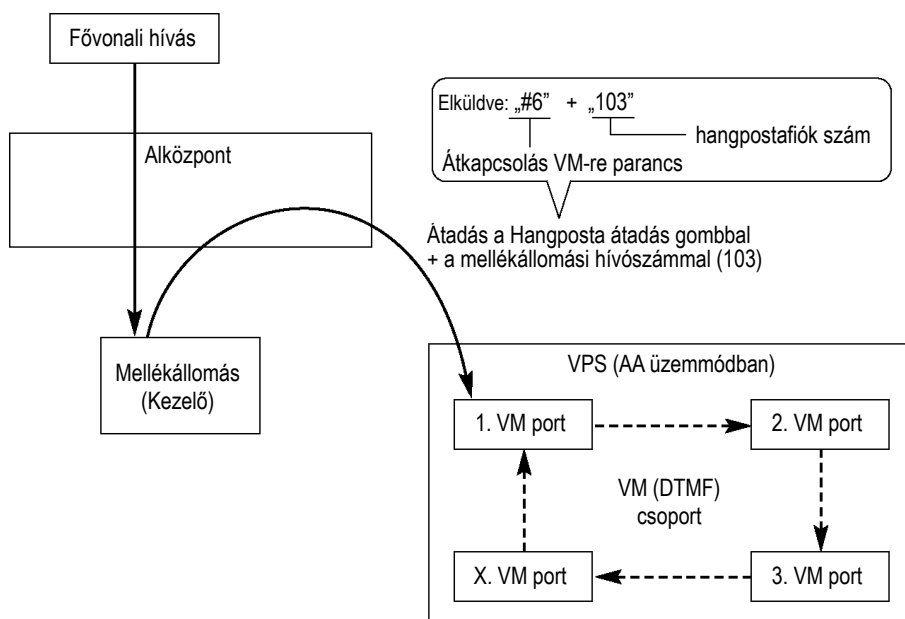 Fővonali hívás
Elküldve: „#6” + „103”
hangpostafiók szám
Átkapcsolás VM-re parancs
Alközpont
Átadás a Hangposta átadás gombbal
+ a mellékállomási hívószámmal (103)
Mellékállomás
(Kezelő)
VPS (AA üzemmódban)
1. VM port
2. VM port
VM (DTMF)
csoport
X. VM port
3. VM port